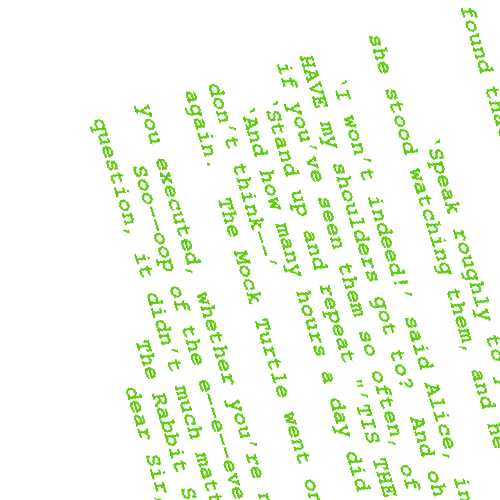 found tha
`Speak roughly to
she stood watching them, and he
`I won't indeed!' said Alice, in
HAVE my shoulders got to? And oh
if you've seen them so often, of
`Stand up and repeat "'TIS THE
`And how many hours a day did
don't think--'
again. The Mock Turtle went on
you executed, whether you're
Soo--oop of the e--e--eve
question, it didn't much matt
The Rabbit S
dear Sir,